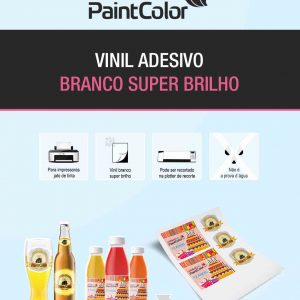 PaintColor
VINIL ADESIVO
BRANCO SUPER BRILHO
Para impressoras
jato de tinta
Vinil branco
super brilho
Pode ser recortado
na plotter de recorte
Não é
a prova d'água